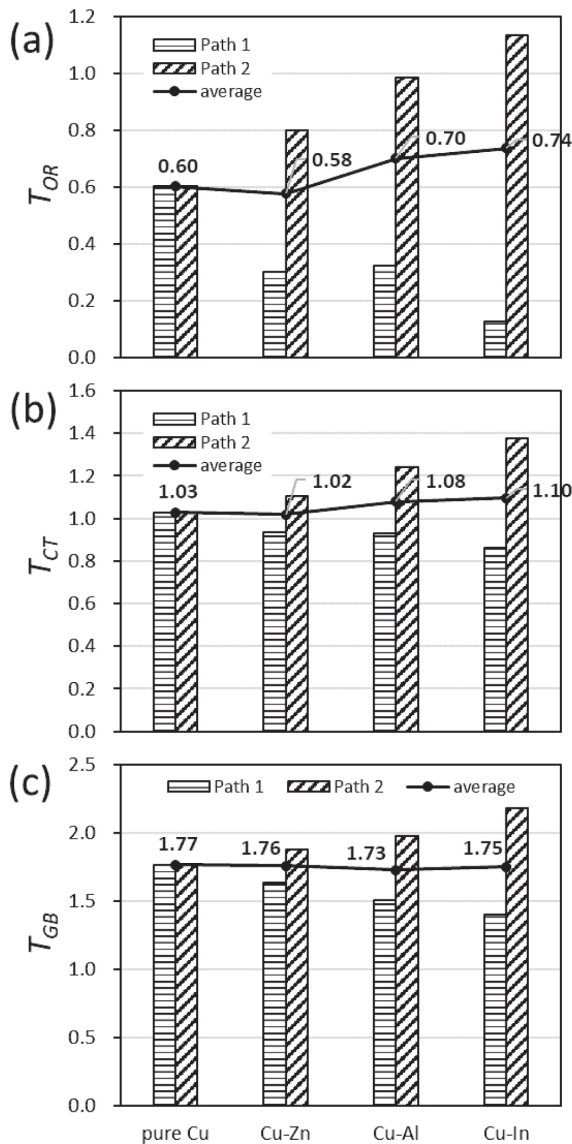 (a)
1.2
1.0
0.8
0.6
0.4
0.2
0.0
T_OR
Path 1
Path 2
average
0.60
0.58
0.70
0.74
(b)
1.6
1.4
1.2
1.0
0.8
0.6
0.4
0.2
0.0
T_CT
Path 1
Path 2
average
1.03
1.02
1.08
1.10
(c)
2.5
2.0
1.5
1.0
0.5
0.0
T_GB
Path 1 Path 2 average
1.77 1.76 1.73 1.75
pure Cu Cu-Zn Cu-Al Cu-In